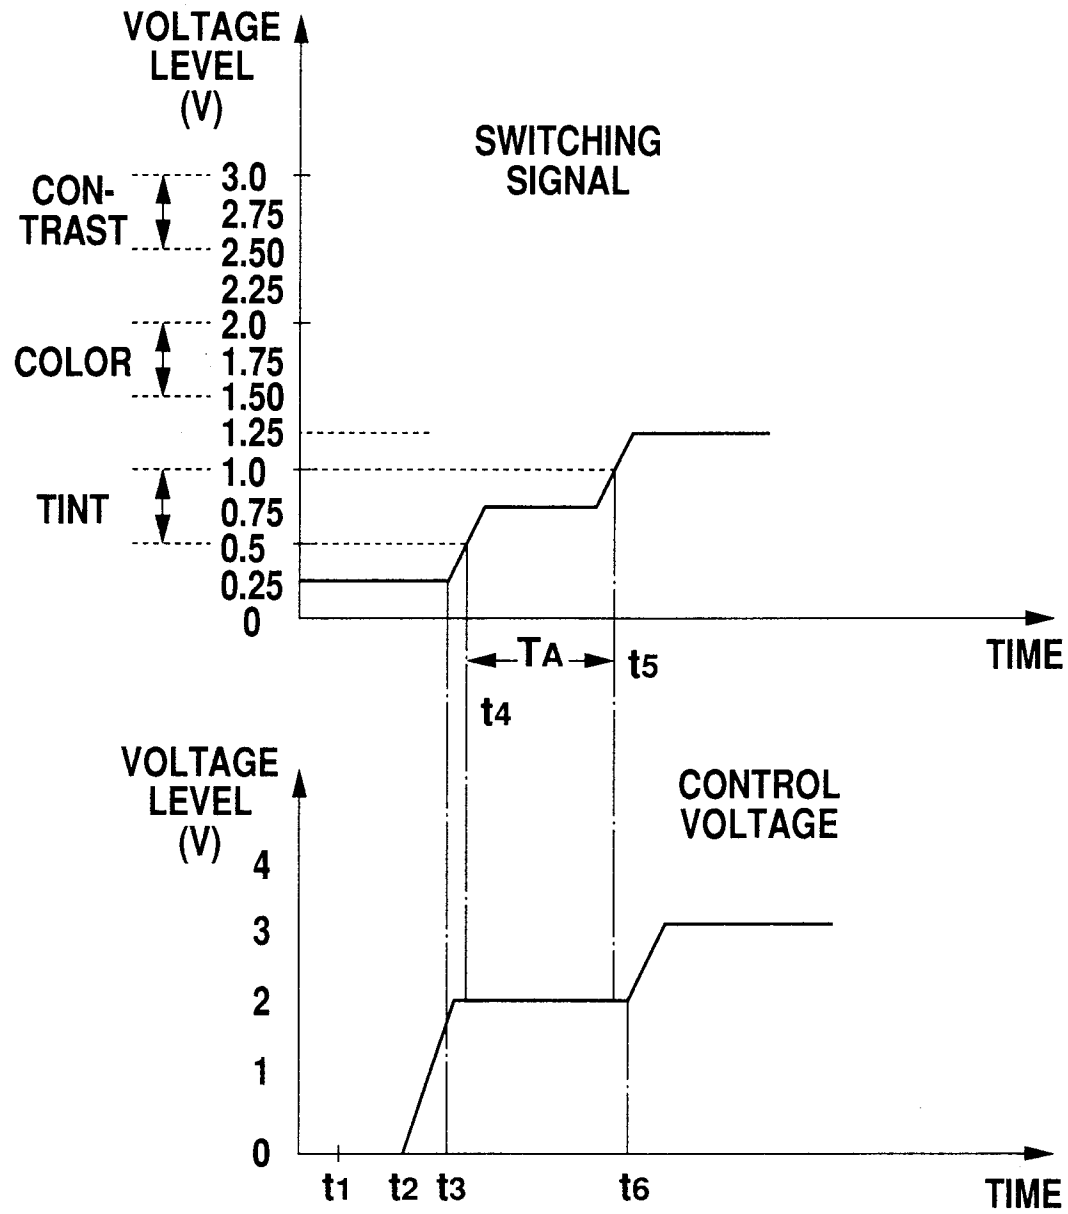 VOLTAGE
LEVEL
(V)
SWITCHING
SIGNAL
CON-
TRAST
3.0
2.75
2.50
2.25
COLOR
2.0
1.75
1.50
1.25
TINT
1.0
0.75
0.5
0.25
0
TIME
TA
t5
t4
VOLTAGE
LEVEL
(V)
CONTROL
VOLTAGE
4
3
2
1
0
t1 t2 t3 t6
TIME